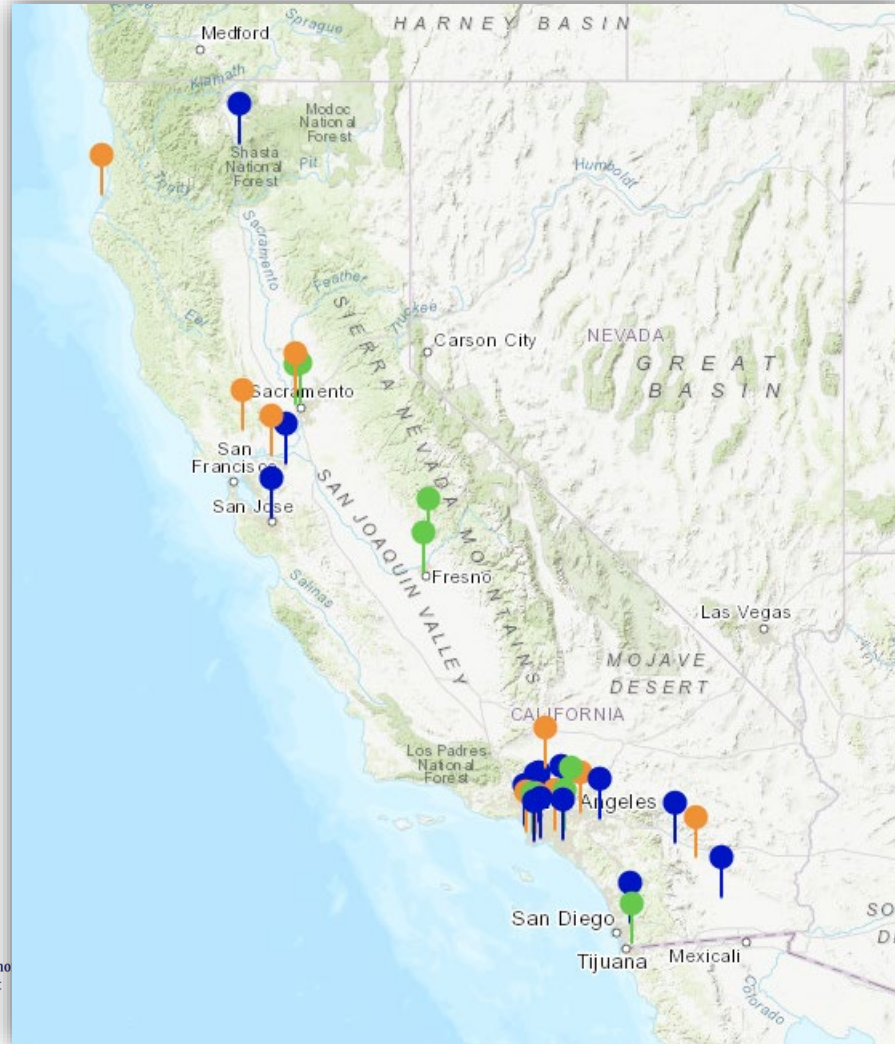 HARNEY BASIN
Sprague
Medford
Klamath
Modoc
National
Forest
Shasta
National
Forest
Pit
Trinity
Humboldt
Sacramento
Feather
Truckee
Eel
SIERRA NEVADA MOUNTAINS
Carson City
NEVADA
GREAT
BASIN
Sacramento
San
Francisco
San Jose
SAN JOAQUIN VALLEY
Fresno
Salinas
Las Vegas
MOJAVE
DESERT
CALIFORNIA
Los Padres
National
Forest
Angeles
San Diego
Tijuana
Mexicali
Colorado
SO